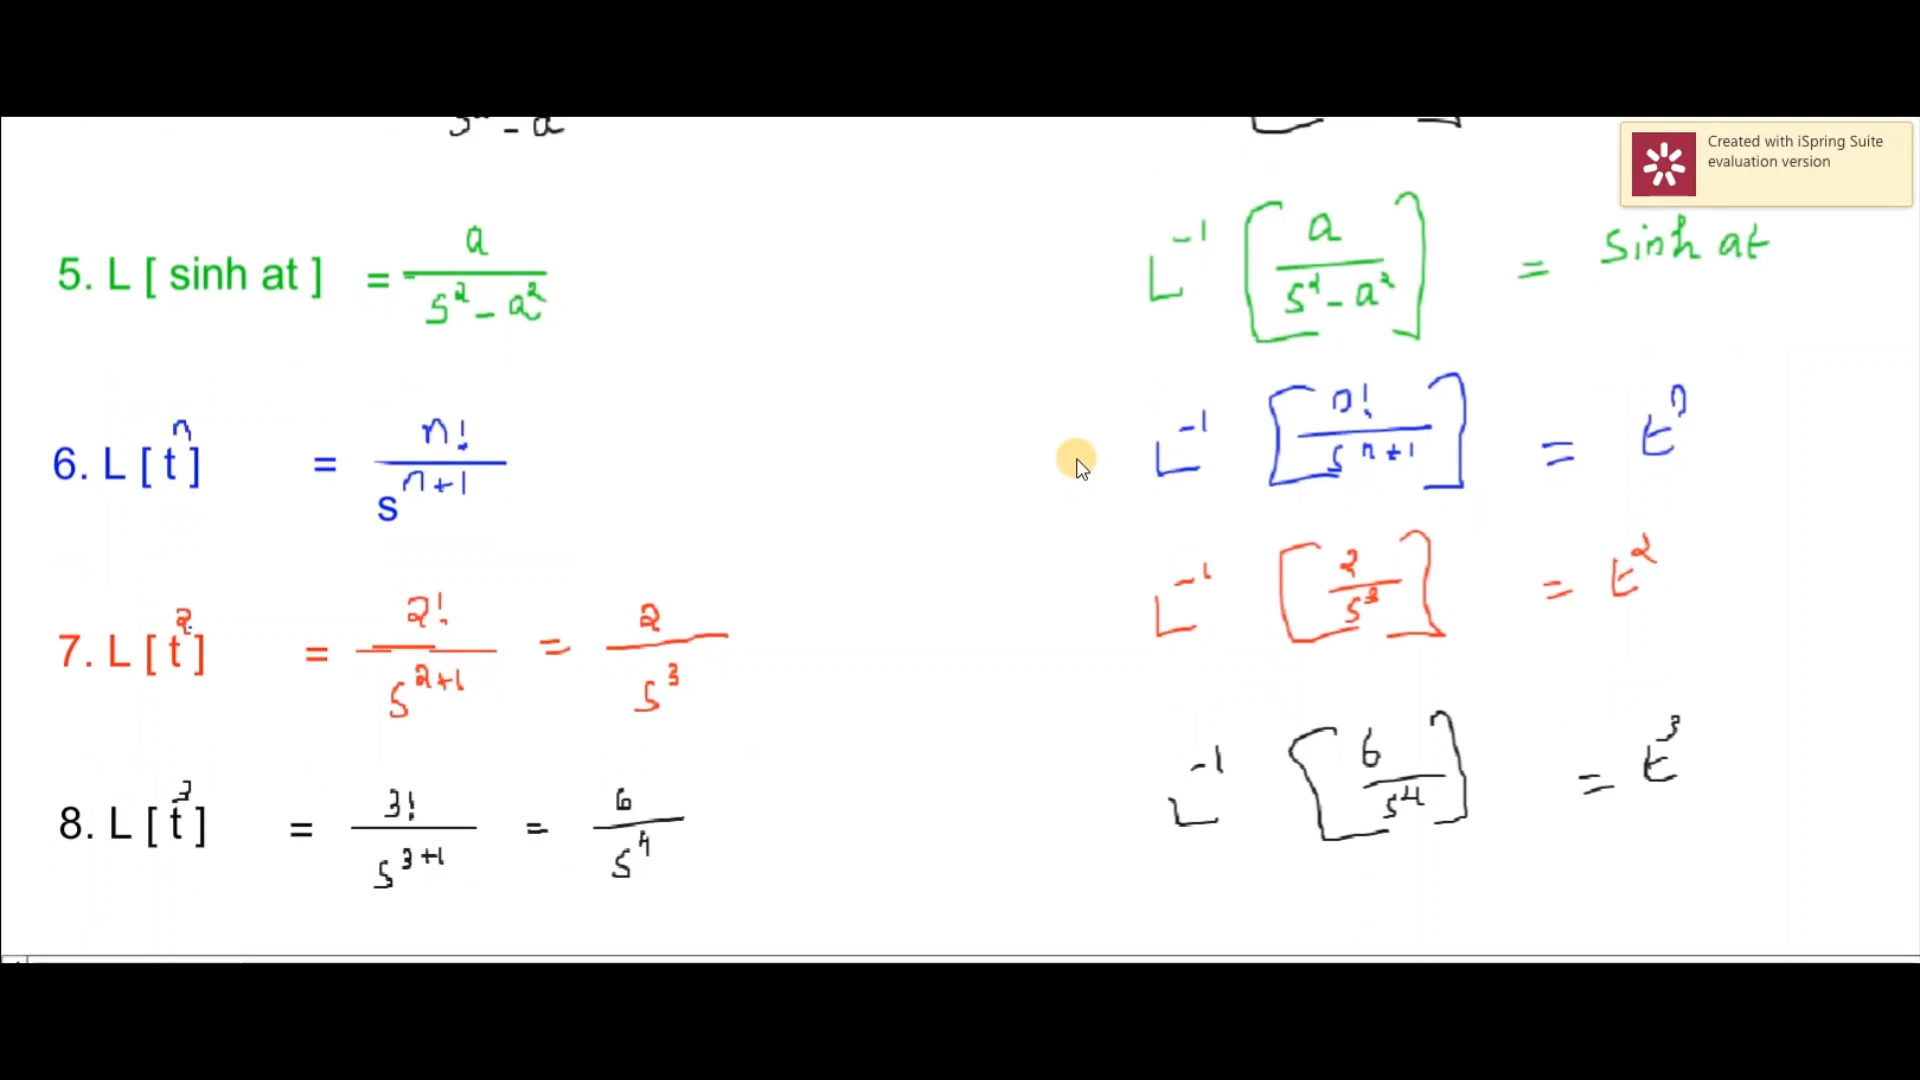 s² - a
Created with iSpring Suite
evaluation version
5. L [ sinh at ] = a / s² - a²
L⁻¹ [ a / s² - a² ] = sinh at
6. L [ tⁿ ] = n! / sⁿ⁺¹
L⁻¹ [ n! / sⁿ⁺¹ ] = tⁿ
7. L [ t² ] = 2! / s²⁺¹ = 2 / s³
L⁻¹ [ 2 / s³ ] = t²
8. L [ t³ ] = 3! / s³⁺¹ = 6 / s⁴
L⁻¹ [ 6 / s⁴ ] = t³